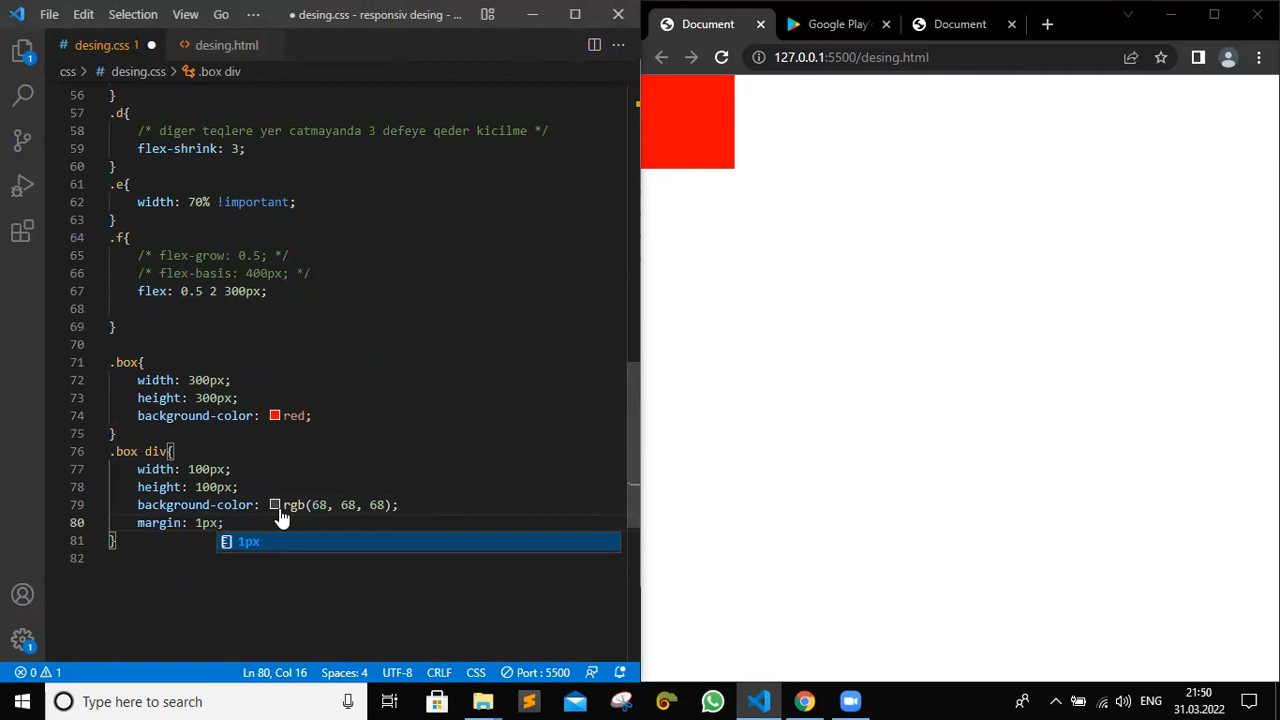 File Edit Selection View Go ··· ● desing.css - responsiv desing - ...
# desing.css 1 ● <> desing.html ···
css > # desing.css > .box div
56 }
57 .d{
58 /* diger teqlere yer catmayanda 3 defeye qeder kicilme */
59 flex-shrink: 3;
60 }
61 .e{
62 width: 70% !important;
63 }
64 .f{
65 /* flex-grow: 0.5; */
66 /* flex-basis: 400px; */
67 flex: 0.5 2 300px;
68
69 }
70
71 .box{
72 width: 300px;
73 height: 300px;
74 background-color: red;
75 }
76 .box div{
77 width: 100px;
78 height: 100px;
79 background-color: rgb(68, 68, 68);
80 margin: 1px;
1px
81 }
82
1
1
0 1 Ln 80, Col 16 Spaces: 4 UTF-8 CRLF CSS Port : 5500
Document Google Play' Document
127.0.0.1:5500/desing.html
Type here to search
ENG 21:50
31.03.2022